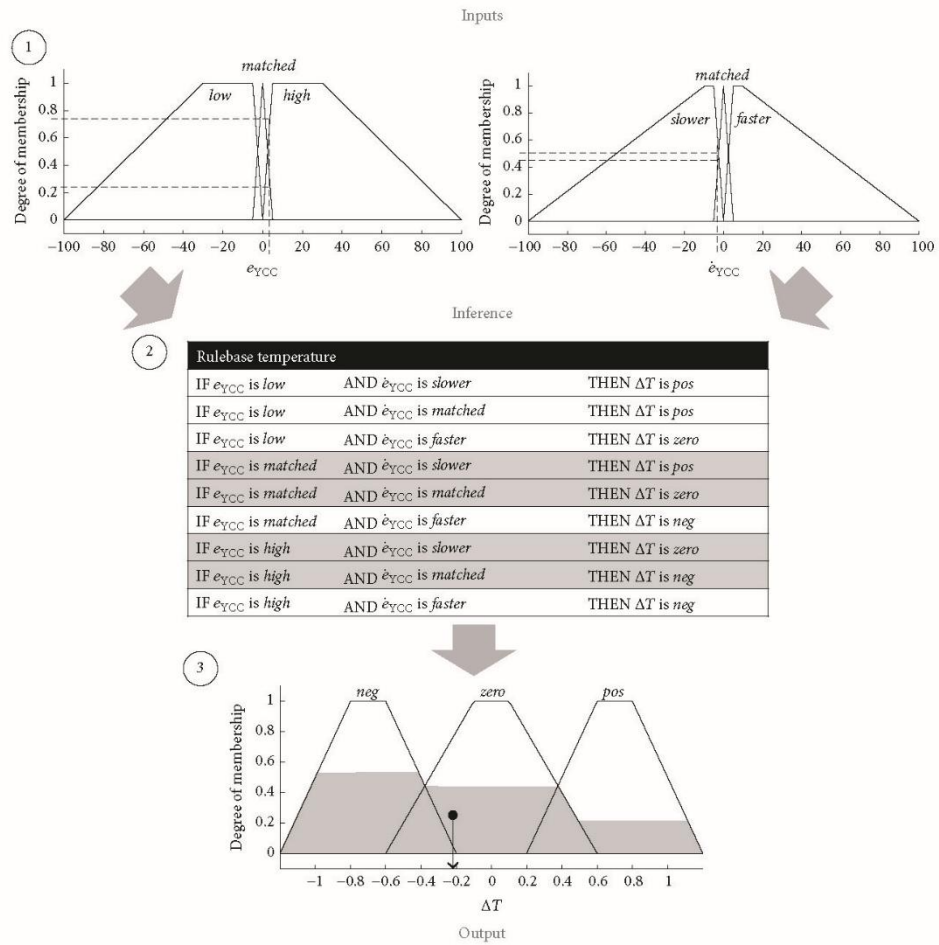 Inputs
1
matched
low
high
Degree of membership
1
0.8
0.6
0.4
0.2
0
−100 −80 −60 −40 −20 0 20 40 60 80 100
eYCC
matched
slower
faster
Degree of membership
1
0.8
0.6
0.4
0.2
0
−100 −80 −60 −40 −20 0 20 40 60 80 100
ėYCC
Inference
2
Rulebase temperature
IF eYCC is low AND ėYCC is slower THEN ΔT is pos
IF eYCC is low AND ėYCC is matched THEN ΔT is pos
IF eYCC is low AND ėYCC is faster THEN ΔT is zero
IF eYCC is matched AND ėYCC is slower THEN ΔT is pos
IF eYCC is matched AND ėYCC is matched THEN ΔT is zero
IF eYCC is matched AND ėYCC is faster THEN ΔT is neg
IF eYCC is high AND ėYCC is slower THEN ΔT is zero
IF eYCC is high AND ėYCC is matched THEN ΔT is neg
IF eYCC is high AND ėYCC is faster THEN ΔT is neg
3
neg zero pos
Degree of membership
1
0.8
0.6
0.4
0.2
0
−1 −0.8 −0.6 −0.4 −0.2 0 0.2 0.4 0.6 0.8 1
ΔT
Output